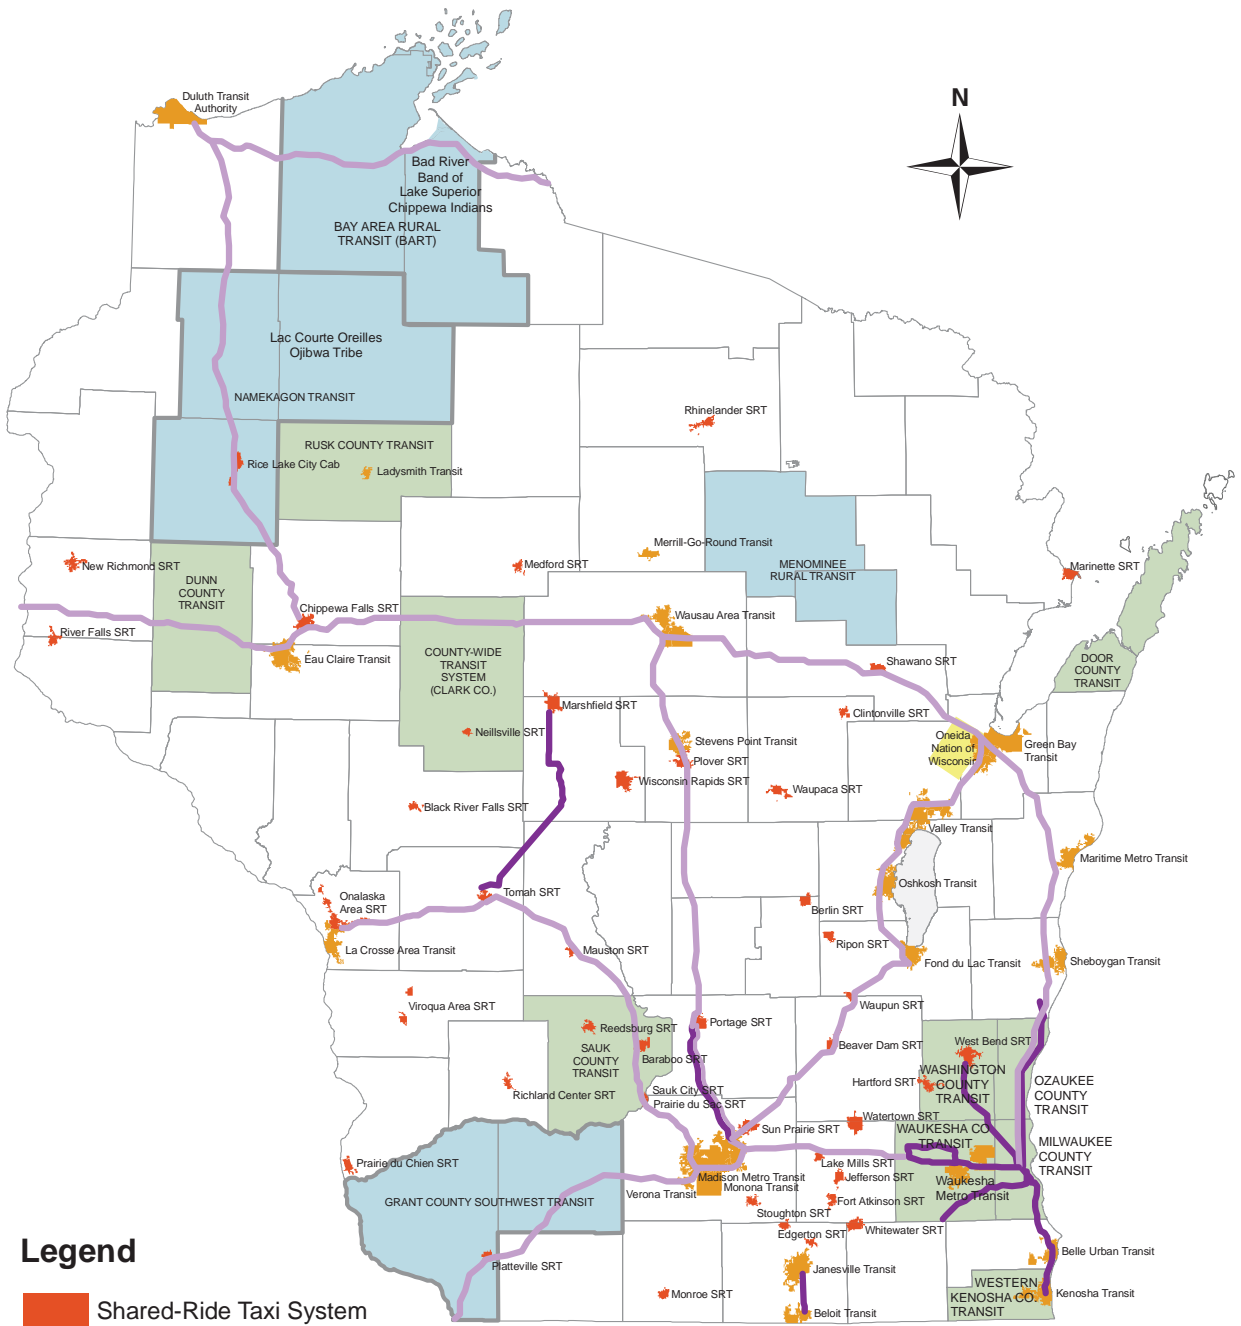 Duluth Transit
Authority
N
Bad River
Band of
Lake Superior
Chippewa Indians
BAY AREA RURAL
TRANSIT (BART)
Lac Courte Oreilles
Ojibwa Tribe
NAMEKAGON TRANSIT
Rhinelander SRT
RUSK COUNTY TRANSIT
Rice Lake City Cab
Ladysmith Transit
Merrill-Go-Round Transit
New Richmond SRT
Medford SRT
MENOMINEE
RURAL TRANSIT
Marinette SRT
DUNN
COUNTY
TRANSIT
Chippewa Falls SRT
Wausau Area Transit
River Falls SRT
Eau Claire Transit
COUNTY-WIDE
TRANSIT
SYSTEM
(CLARK CO.)
Shawano SRT
DOOR
COUNTY
TRANSIT
Marshfield SRT
Clintonville SRT
Neillsville SRT
Stevens Point Transit
Plover SRT
Oneida
Nation of
Wisconsin
Green Bay
Transit
Wisconsin Rapids SRT
Waupaca SRT
Black River Falls SRT
Valley Transit
Maritime Metro Transit
Onalaska
Area SRT
Tomah SRT
Oshkosh Transit
Berlin SRT
La Crosse Area Transit
Mauston SRT
Ripon SRT
Fond du Lac Transit
Sheboygan Transit
Viroqua Area SRT
Waupun SRT
Reedsburg SRT
Portage SRT
SAUK
COUNTY
TRANSIT
Baraboo SRT
Beaver Dam SRT
West Bend SRT
WASHINGTON
COUNTY
TRANSIT
Hartford SRT
OZAUKEE
COUNTY
TRANSIT
Richland Center SRT
Sauk City SRT
Prairie du Sac SRT
Sun Prairie SRT
Watertown SRT
WAUKESHA CO.
TRANSIT
MILWAUKEE
COUNTY
TRANSIT
Prairie du Chien SRT
Lake Mills SRT
Madison Metro Transit
Jefferson SRT
Waukesha
Metro Transit
Verona Transit
Monona Transit
GRANT COUNTY SOUTHWEST TRANSIT
Fort Atkinson SRT
Stoughton SRT
Whitewater SRT
Edgerton SRT
Belle Urban Transit
Platteville SRT
Janesville Transit
WESTERN
KENOSHA CO.
TRANSIT
Kenosha Transit
Monroe SRT
Beloit Transit
Legend
Shared-Ride Taxi System